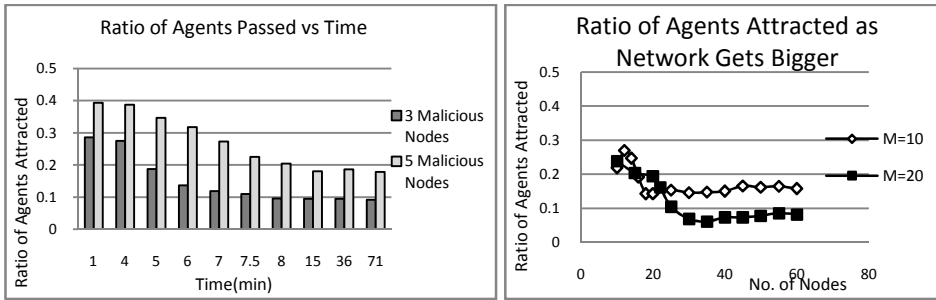 Ratio of Agents Passed vs Time
Ratio of Agents Attracted
0.5
0.4
0.3
0.2
0.1
0
1 4 5 6 7 7.5 8 15 36 71
Time(min)
3 Malicious
Nodes
5 Malicious
Nodes
Ratio of Agents Attracted as
Network Gets Bigger
Ratio of Agents Attracted
0.5
0.4
0.3
0.2
0.1
0
0 20 40 60 80
No. of Nodes
M=10
M=20